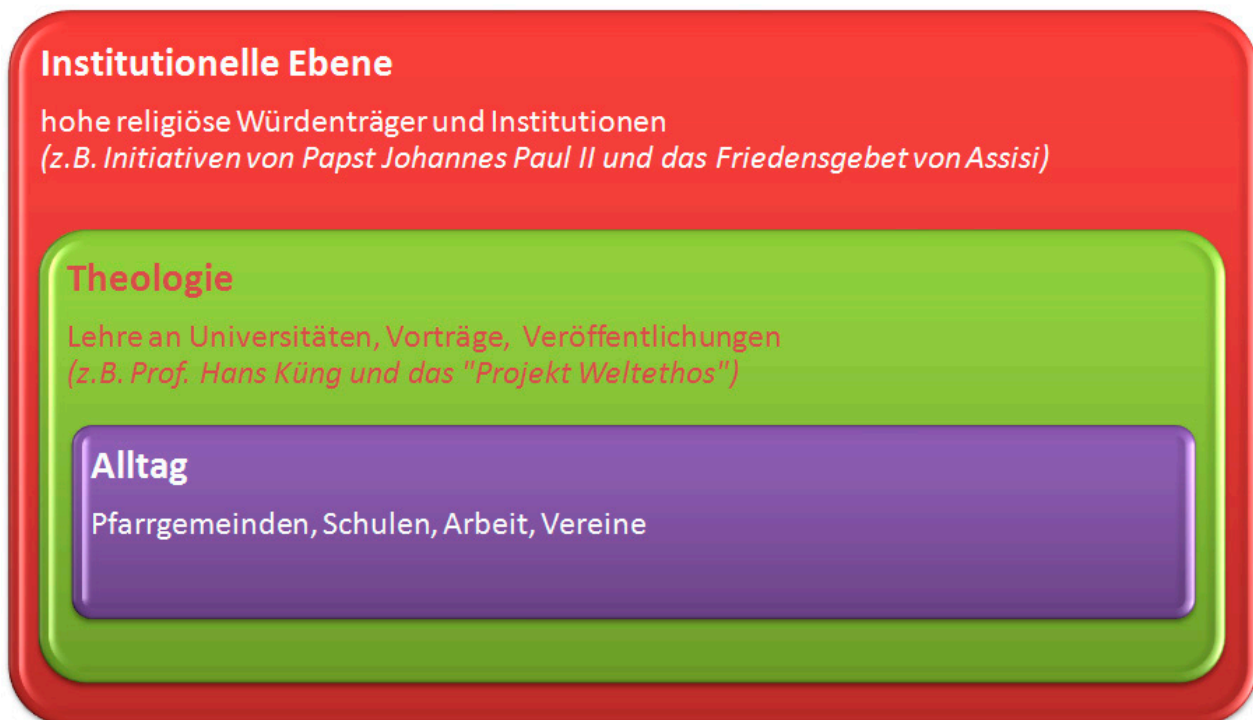 Institutionelle Ebene
hohe religiöse Würdenträger und Institutionen
(z.B. Initiativen von Papst Johannes Paul II und das Friedensgebet von Assisi)
Theologie
Lehre an Universitäten, Vorträge, Veröffentlichungen
(z.B. Prof. Hans Küng und das "Projekt Weltethos")
Alltag
Pfarrgemeinden, Schulen, Arbeit, Vereine